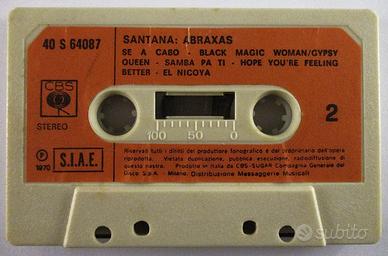 40 S 64087
SANTANA: ABRAXAS
SE A CABO - BLACK MAGIC WOMAN/GYPSY
QUEEN - SAMBA PA TI - HOPE YOU'RE FEELING
BETTER - EL NICOYA
CBS
STEREO
2
100 50 0
P
1970
S.I.A.E.
Riservati tutti i diritti del produttore fonografico e del proprietario dell'opera
riprodotta. Vietata duplicazione, pubblica esecuzione, radiodiffusione di
questo nastro. Prodotto in Italia da CBS-SUGAR Compagnia Generale del
Disco S.p.A. - Milano. Distribuzione Messaggerie Musicali
subito